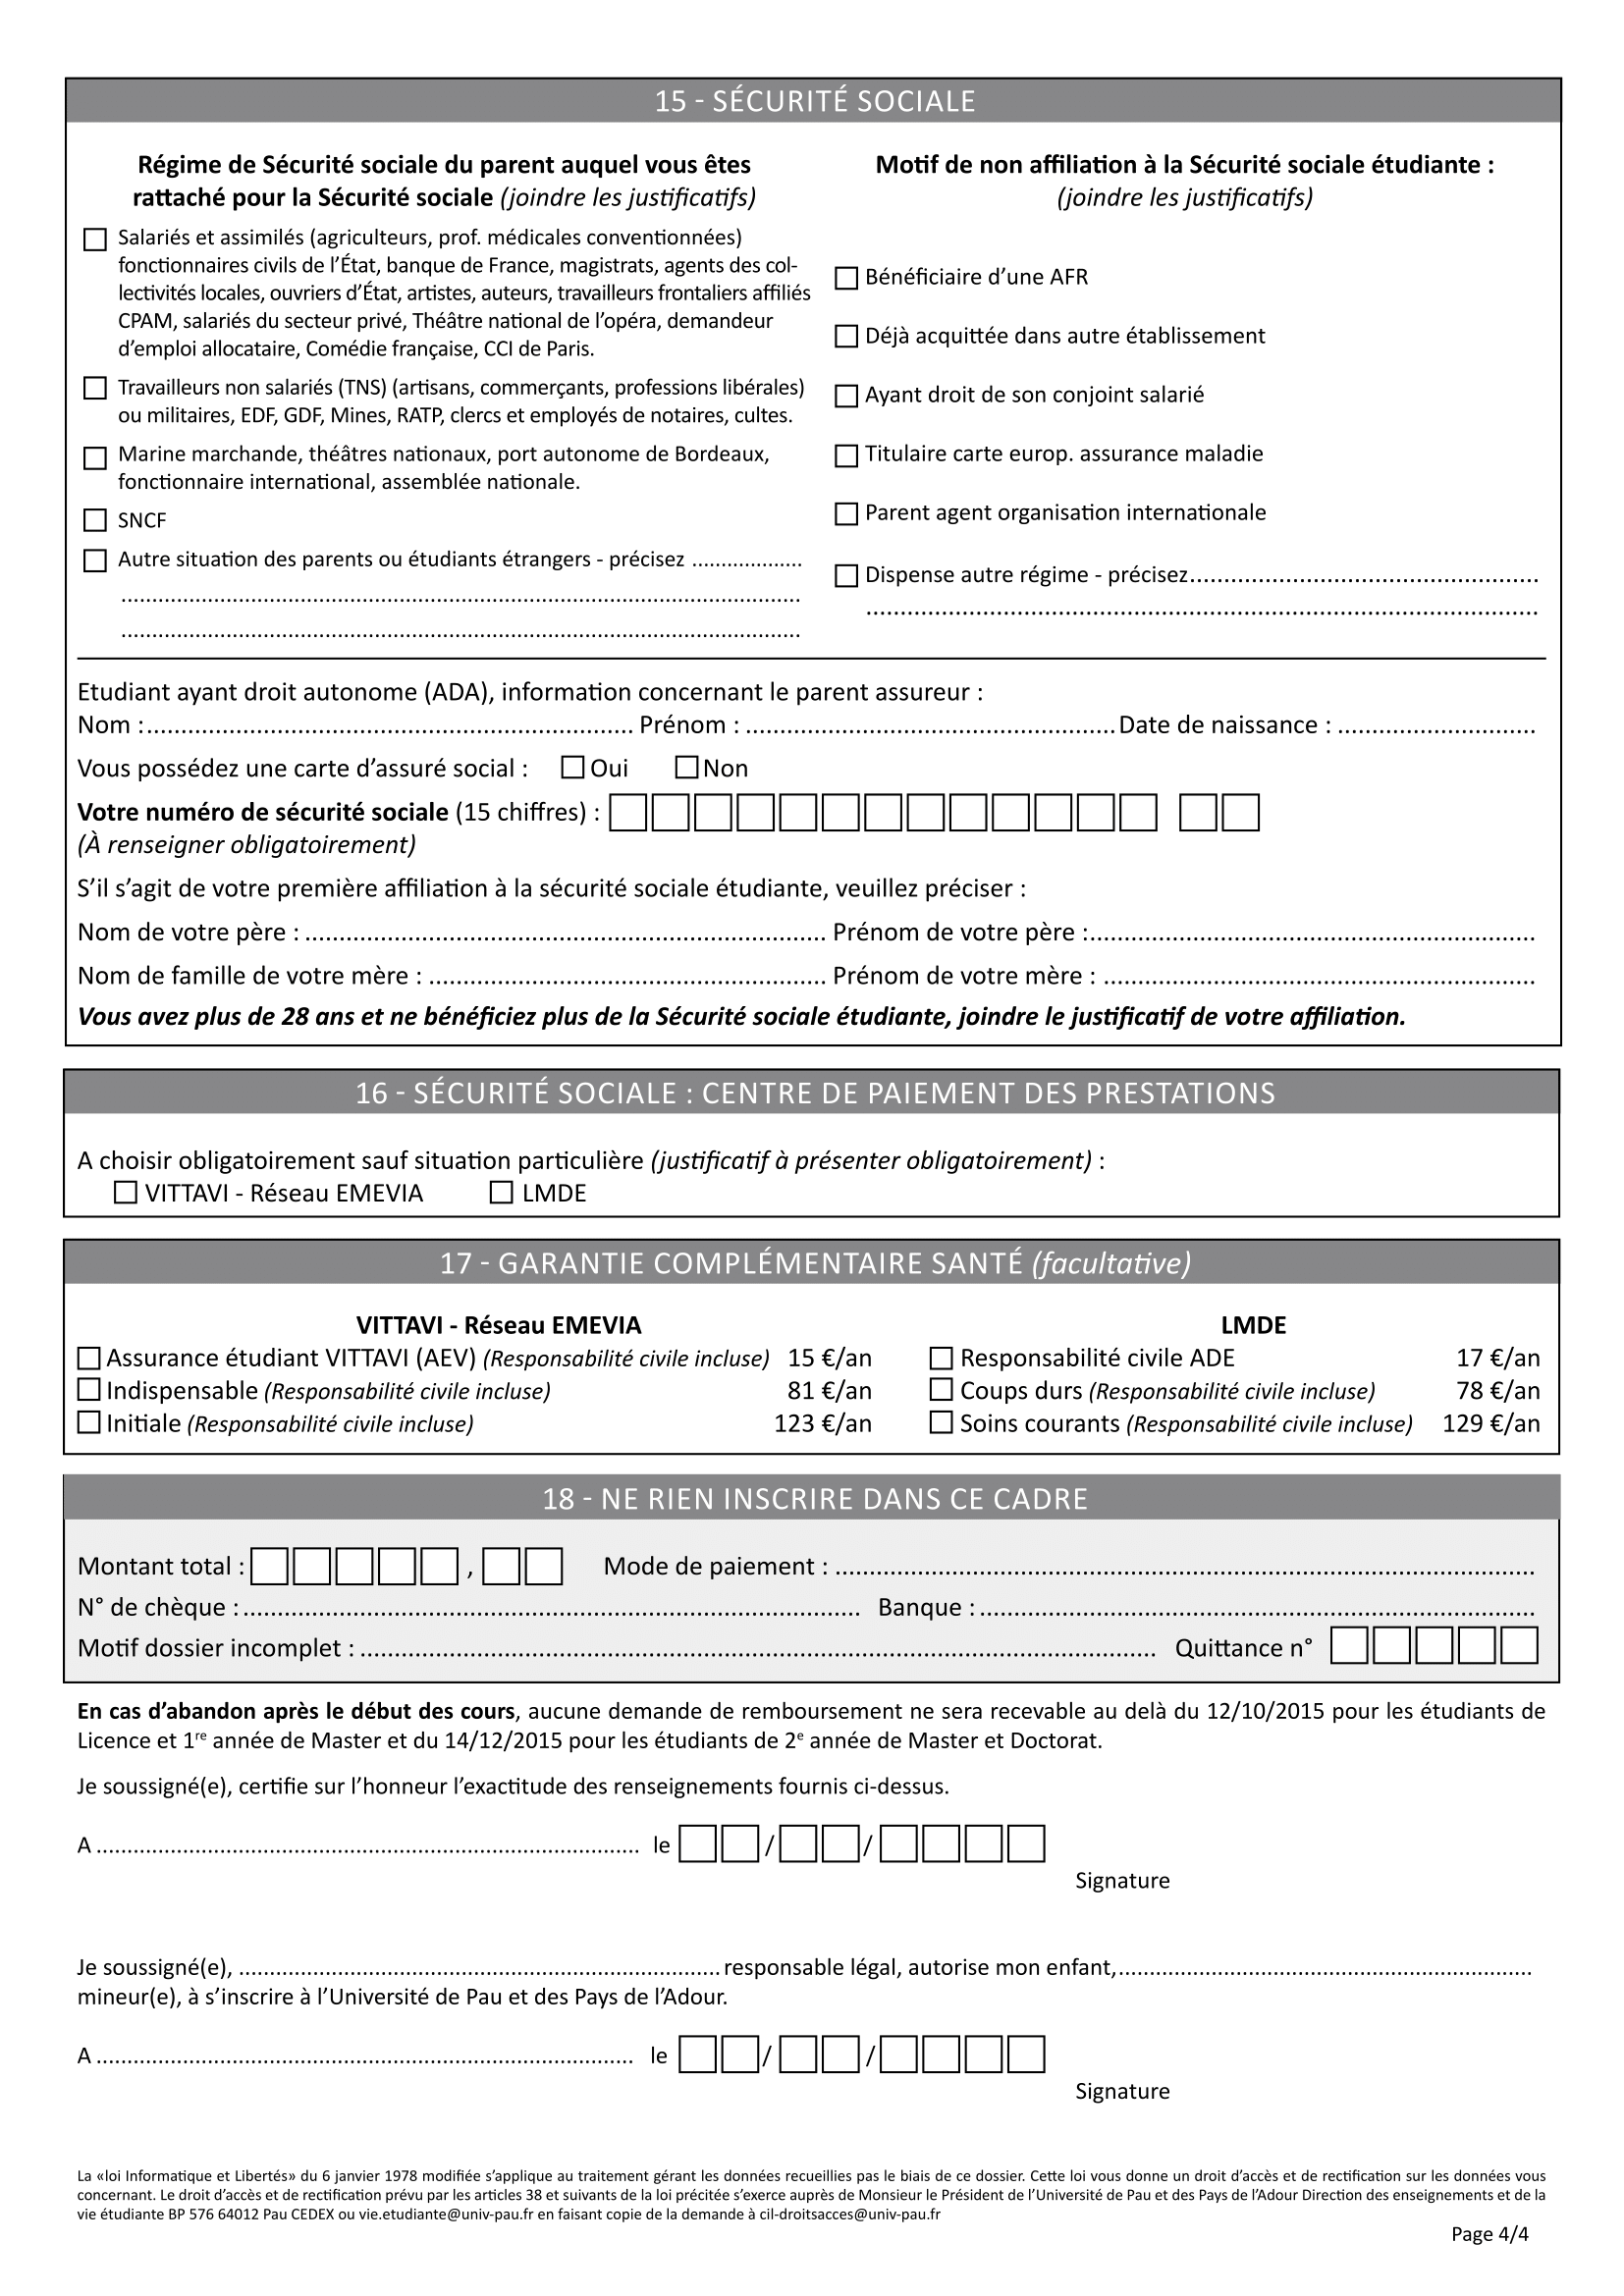 15 - SÉCURITÉ SOCIALE
Régime de Sécurité sociale du parent auquel vous êtes
rattaché pour la Sécurité sociale (joindre les justificatifs)
Salariés et assimilés (agriculteurs, prof. médicales conventionnées)
fonctionnaires civils de l’État, banque de France, magistrats, agents des col-
lectivités locales, ouvriers d’État, artistes, auteurs, travailleurs frontaliers affiliés
CPAM, salariés du secteur privé, Théâtre national de l’opéra, demandeur
d’emploi allocataire, Comédie française, CCI de Paris.
Travailleurs non salariés (TNS) (artisans, commerçants, professions libérales)
ou militaires, EDF, GDF, Mines, RATP, clercs et employés de notaires, cultes.
Marine marchande, théâtres nationaux, port autonome de Bordeaux,
fonctionnaire international, assemblée nationale.
SNCF
Autre situation des parents ou étudiants étrangers - précisez ..................
Motif de non affiliation à la Sécurité sociale étudiante :
(joindre les justificatifs)
Bénéficiaire d’une AFR
Déjà acquittée dans autre établissement
Ayant droit de son conjoint salarié
Titulaire carte europ. assurance maladie
Parent agent organisation internationale
Dispense autre régime - précisez..................
Etudiant ayant droit autonome (ADA), information concernant le parent assureur :
Nom :.................. Prénom : .................. Date de naissance : ..................
Vous possédez une carte d’assuré social : Oui Non
Votre numéro de sécurité sociale (15 chiffres) :
(À renseigner obligatoirement)
S’il s’agit de votre première affiliation à la sécurité sociale étudiante, veuillez préciser :
Nom de votre père : .................. Prénom de votre père :..................
Nom de famille de votre mère : .................. Prénom de votre mère : ..................
Vous avez plus de 28 ans et ne bénéficiez plus de la Sécurité sociale étudiante, joindre le justificatif de votre affiliation.
16 - SÉCURITÉ SOCIALE : CENTRE DE PAIEMENT DES PRESTATIONS
A choisir obligatoirement sauf situation particulière (justificatif à présenter obligatoirement) :
VITTAVI - Réseau EMEVIA LMDE
17 - GARANTIE COMPLÉMENTAIRE SANTÉ (facultative)
VITTAVI - Réseau EMEVIA
Assurance étudiant VITTAVI (AEV) (Responsabilité civile incluse) 15 €/an
Indispensable (Responsabilité civile incluse) 81 €/an
Initiale (Responsabilité civile incluse) 123 €/an
LMDE
Responsabilité civile ADE 17 €/an
Coups durs (Responsabilité civile incluse) 78 €/an
Soins courants (Responsabilité civile incluse) 129 €/an
18 - NE RIEN INSCRIRE DANS CE CADRE
Montant total : , Mode de paiement : ..................
N° de chèque :.................. Banque :..................
Motif dossier incomplet : .................. Quittance n°
En cas d’abandon après le début des cours, aucune demande de remboursement ne sera recevable au delà du 12/10/2015 pour les étudiants de
Licence et 1re année de Master et du 14/12/2015 pour les étudiants de 2e année de Master et Doctorat.
Je soussigné(e), certifie sur l’honneur l’exactitude des renseignements fournis ci-dessus.
A .................. le / /
Signature
Je soussigné(e), .................. responsable légal, autorise mon enfant,..................
mineur(e), à s’inscrire à l’Université de Pau et des Pays de l’Adour.
A .................. le / /
Signature
La «loi Informatique et Libertés» du 6 janvier 1978 modifiée s’applique au traitement gérant les données recueillies pas le biais de ce dossier. Cette loi vous donne un droit d’accès et de rectification sur les données vous
concernant. Le droit d’accès et de rectification prévu par les articles 38 et suivants de la loi précitée s’exerce auprès de Monsieur le Président de l’Université de Pau et des Pays de l’Adour Direction des enseignements et de la
vie étudiante BP 576 64012 Pau CEDEX ou vie.etudiante@univ-pau.fr en faisant copie de la demande à cil-droitsacces@univ-pau.fr
Page 4/4